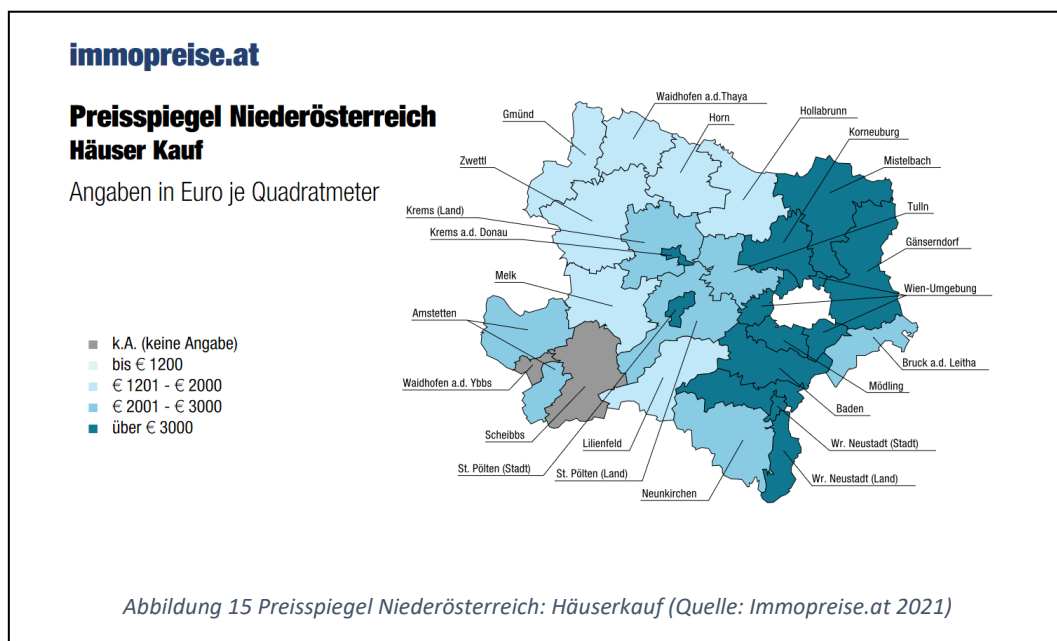 immopreise.at
Preisspiegel Niederösterreich
Häuser Kauf
Angaben in Euro je Quadratmeter
Waidhofen a.d.Thaya
Gmünd
Horn
Hollabrunn
Korneuburg
Zwettl
Mistelbach
Krems (Land)
Tulln
Krems a.d. Donau
Gänserndorf
Melk
Wien-Umgebung
Amstetten
Bruck a.d. Leitha
Waidhofen a.d. Ybbs
Mödling
Baden
Scheibbs
Lilienfeld
Wr. Neustadt (Stadt)
St. Pölten (Stadt)
St. Pölten (Land)
Wr. Neustadt (Land)
Neunkirchen
k.A. (keine Angabe)
bis € 1200
€ 1201 - € 2000
€ 2001 - € 3000
über € 3000
Abbildung 15 Preisspiegel Niederösterreich: Häuserkauf (Quelle: Immopreise.at 2021)